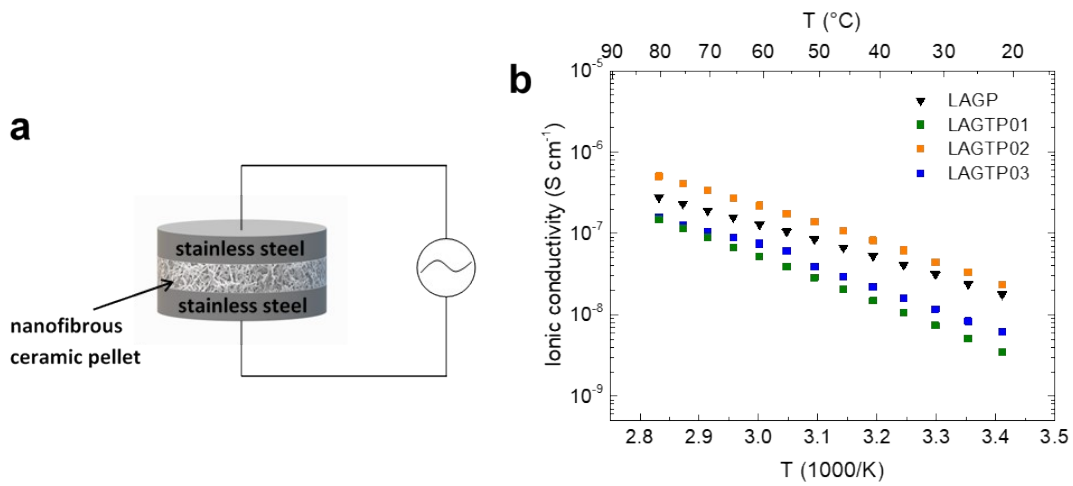 a
stainless steel
stainless steel
nanofibrous
ceramic pellet
b
T (°C)
90 80 70 60 50 40 30 20
Ionic conductivity (S cm⁻¹)
10⁻⁵
10⁻⁶
10⁻⁷
10⁻⁸
10⁻⁹
LAGP
LAGTP01
LAGTP02
LAGTP03
2.8 2.9 3.0 3.1 3.2 3.3 3.4 3.5
T (1000/K)